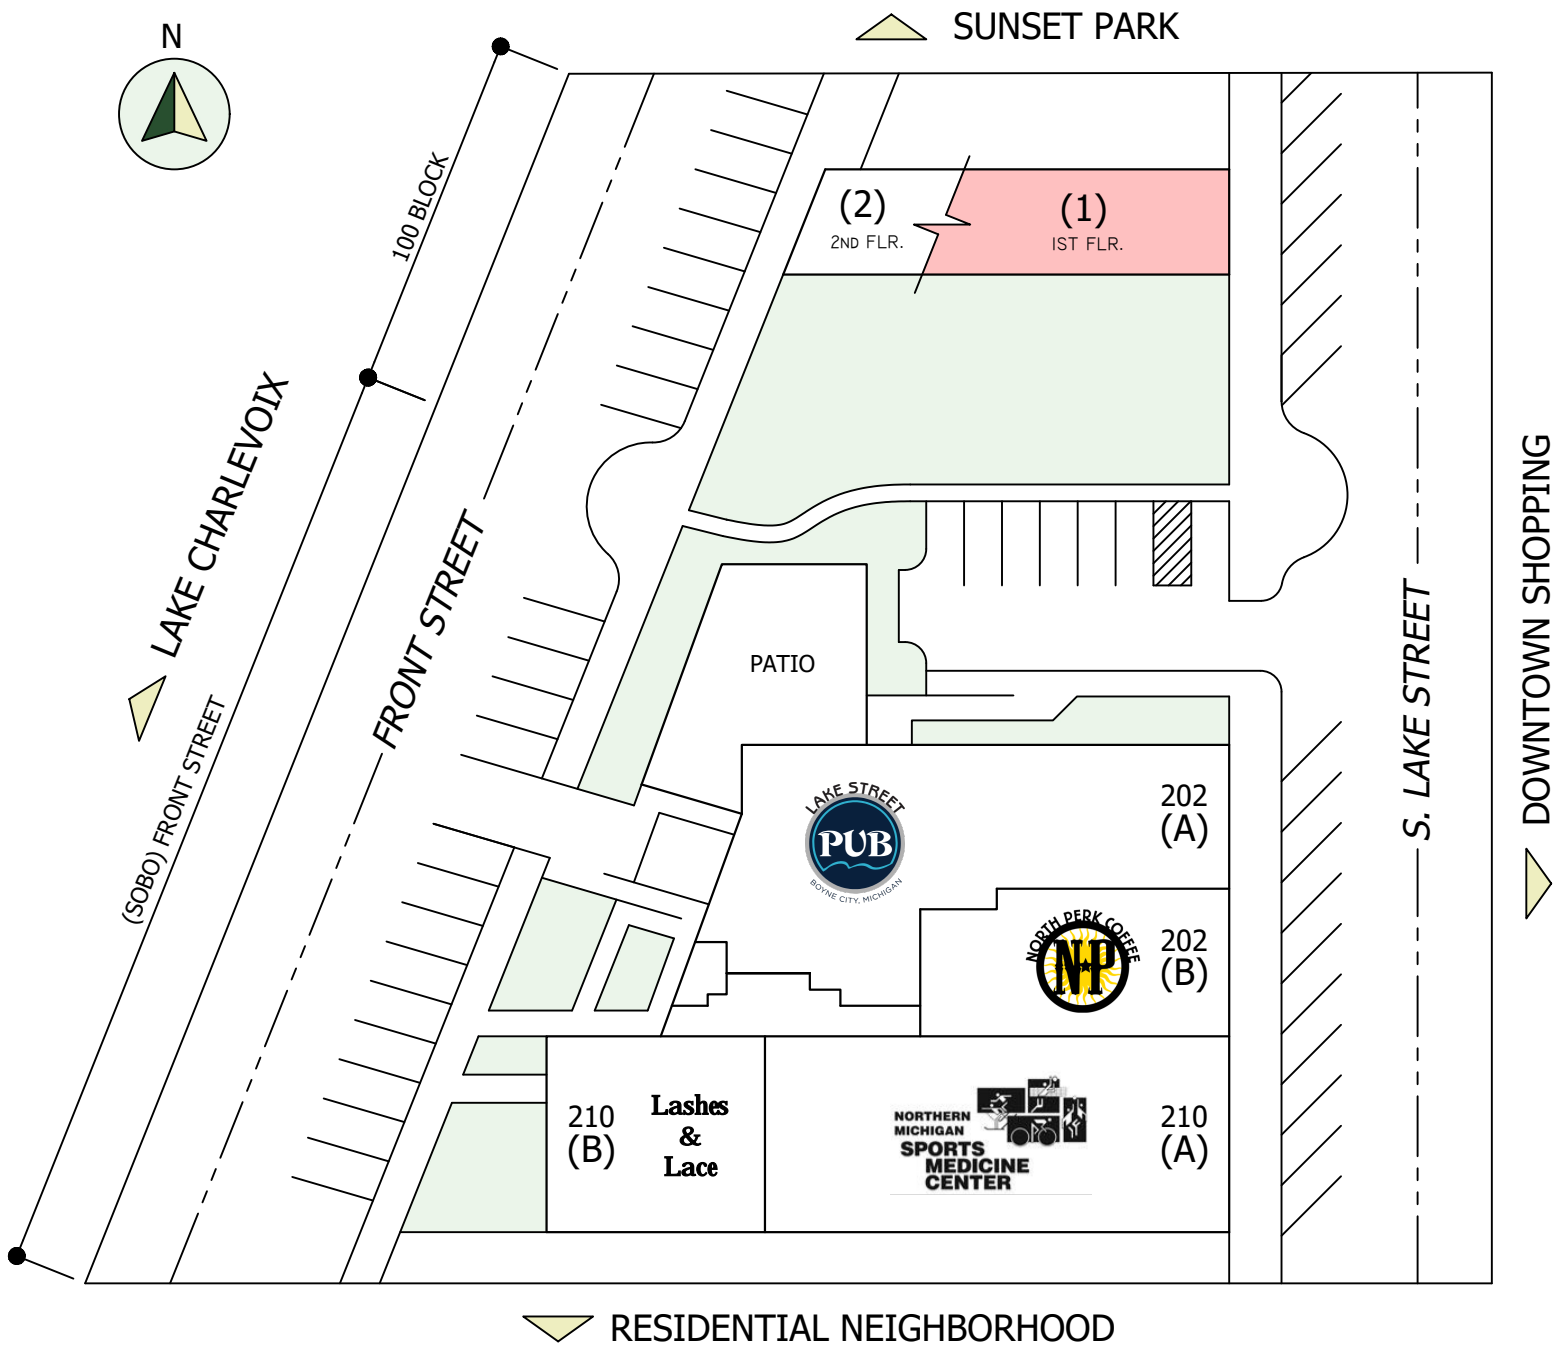 N
SUNSET PARK
100 BLOCK
(2)
2ND FLR.
(1)
1ST FLR.
LAKE CHARLEVOIX
DOWNTOWN SHOPPING
FRONT STREET
S. LAKE STREET
(SOBO) FRONT STREET
PATIO
LAKE STREET
PUB
BOYNE CITY, MICHIGAN
202
(A)
NORTH PERK COFFEE
N P
202
(B)
210
(B)
Lashes
&
Lace
NORTHERN
MICHIGAN
SPORTS
MEDICINE
CENTER
210
(A)
RESIDENTIAL NEIGHBORHOOD